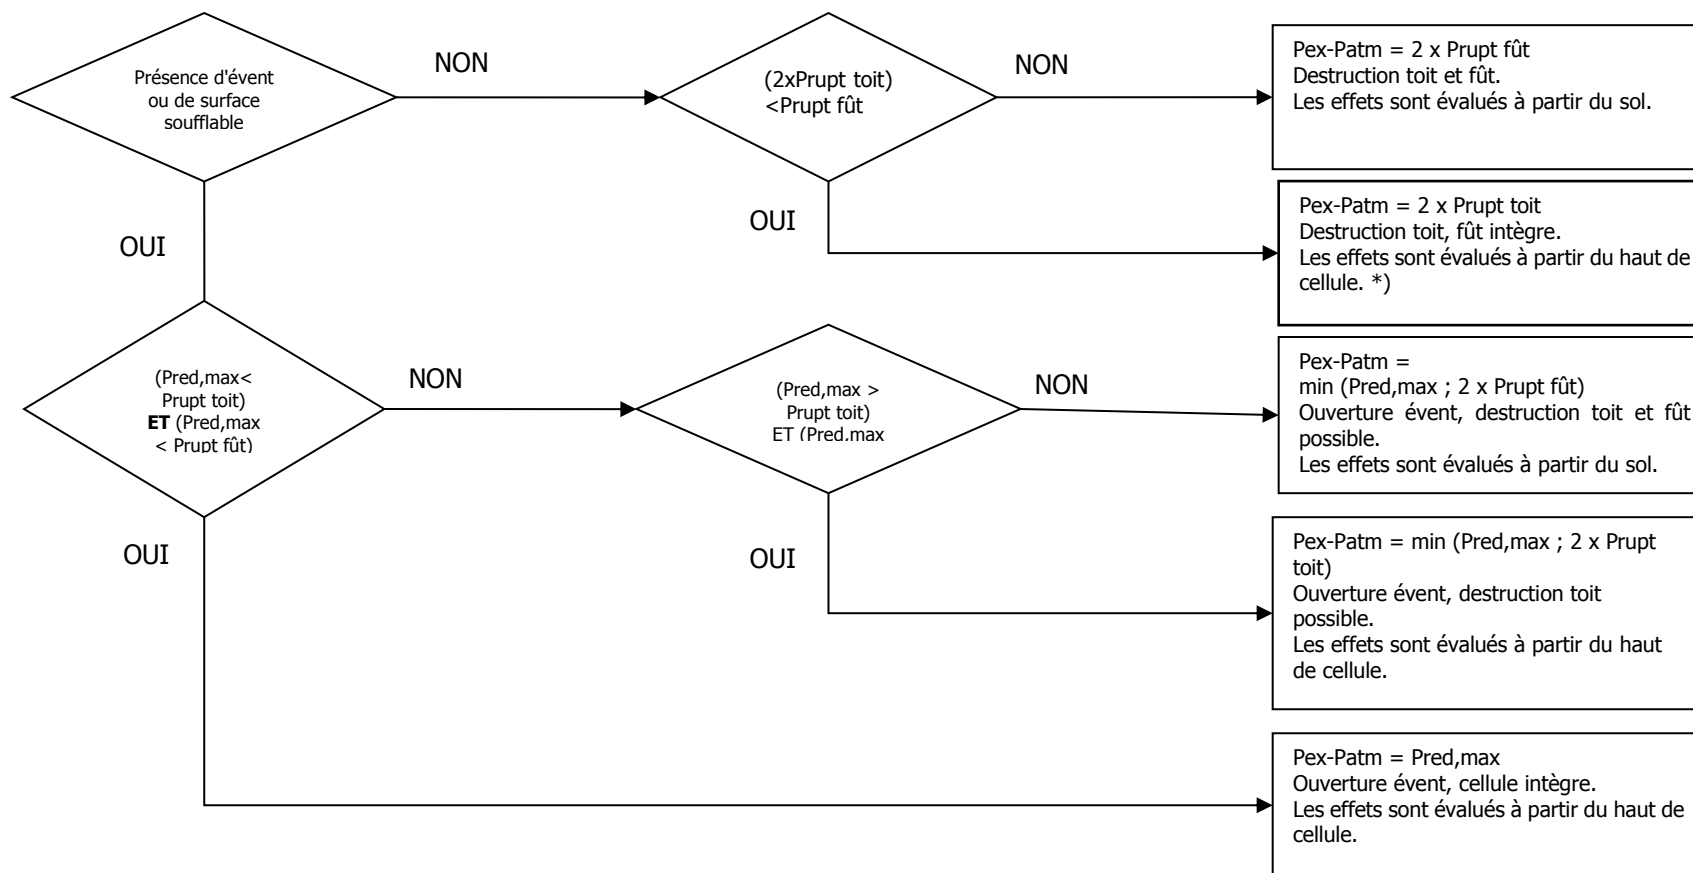 Présence d'évent
ou de surface
soufflable
NON
(2xPrupt toit)
<Prupt fût
NON
Pex-Patm = 2 x Prupt fût
Destruction toit et fût.
Les effets sont évalués à partir du sol.
OUI
OUI
Pex-Patm = 2 x Prupt toit
Destruction toit, fût intègre.
Les effets sont évalués à partir du haut de
cellule. *)
(Pred,max<
Prupt toit)
ET (Pred,max
< Prupt fût)
NON
(Pred,max >
Prupt toit)
ET (Pred,max
NON
Pex-Patm =
min (Pred,max ; 2 x Prupt fût)
Ouverture évent, destruction toit et fût
possible.
Les effets sont évalués à partir du sol.
OUI
OUI
Pex-Patm = min (Pred,max ; 2 x Prupt
toit)
Ouverture évent, destruction toit
possible.
Les effets sont évalués à partir du haut
de cellule.
Pex-Patm = Pred,max
Ouverture évent, cellule intègre.
Les effets sont évalués à partir du haut de
cellule.